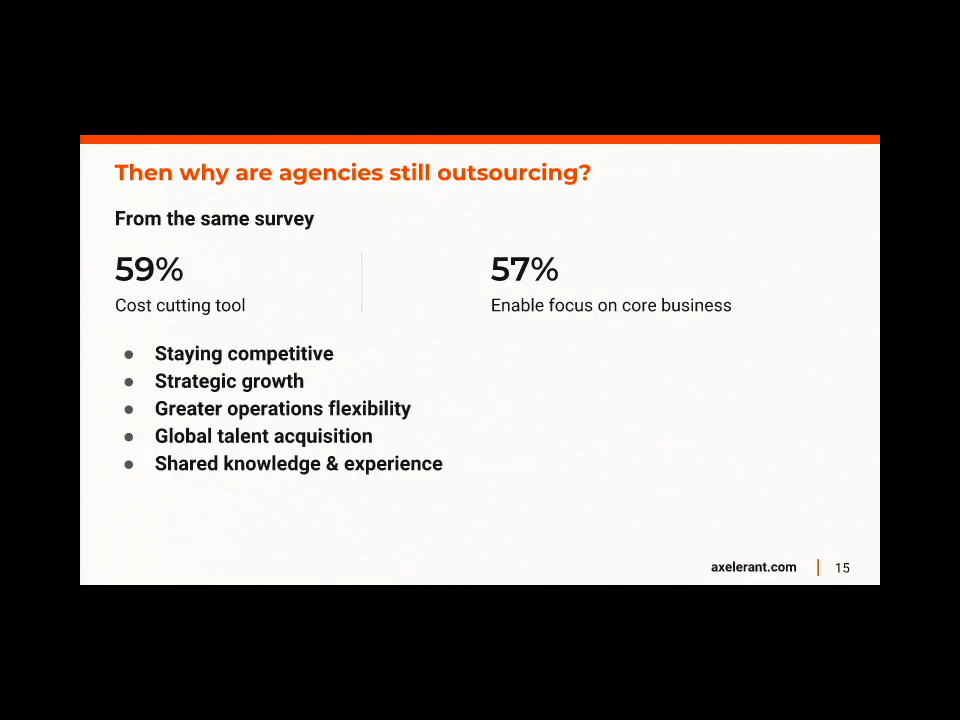 Then why are agencies still outsourcing?
From the same survey
59%
Cost cutting tool
57%
Enable focus on core business
● Staying competitive
● Strategic growth
● Greater operations flexibility
● Global talent acquisition
● Shared knowledge & experience
axelerant.com | 15